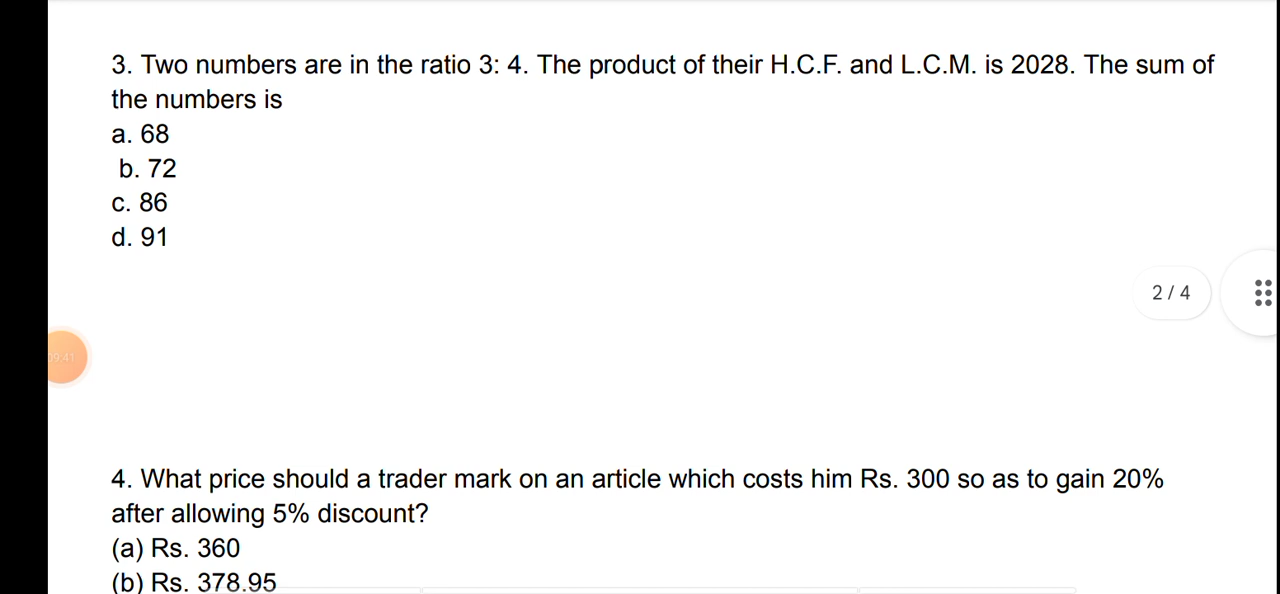 3. Two numbers are in the ratio 3: 4. The product of their H.C.F. and L.C.M. is 2028. The sum of
the numbers is
a. 68
b. 72
c. 86
d. 91
2 / 4
09:41
4. What price should a trader mark on an article which costs him Rs. 300 so as to gain 20%
after allowing 5% discount?
(a) Rs. 360
(b) Rs. 378.95